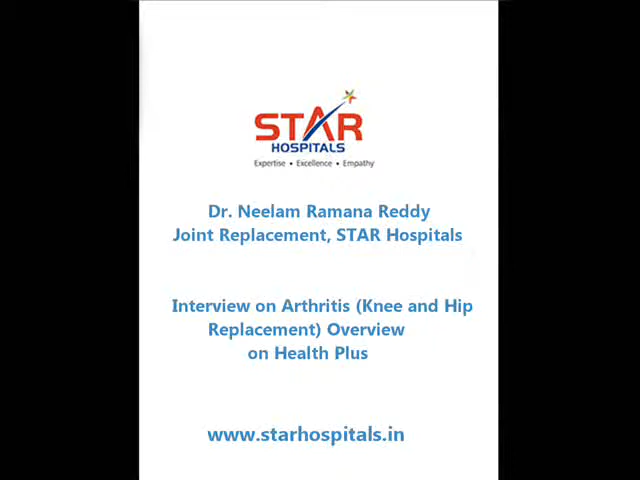 STAR
HOSPITALS
Expertise • Excellence • Empathy
Dr. Neelam Ramana Reddy
Joint Replacement, STAR Hospitals
Interview on Arthritis (Knee and Hip
Replacement) Overview
on Health Plus
www.starhospitals.in